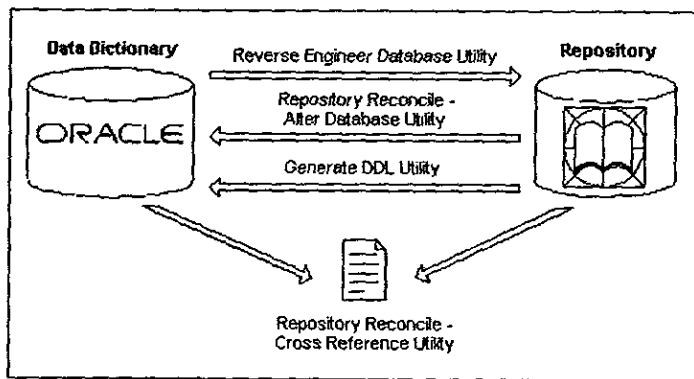 Data Dictionary
Repository
Reverse Engineer Database Utility
ORACLE
Repository Reconcile -
Alter Database Utility
Generate DDL Utility
Repository Reconcile -
Cross Reference Utility